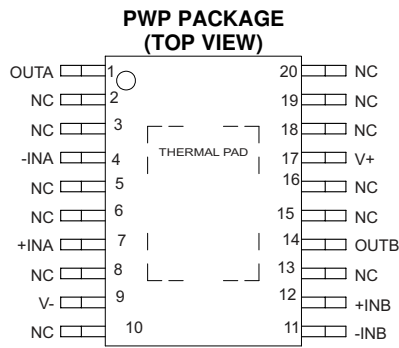 PWP PACKAGE
(TOP VIEW)
OUTA 1 20 NC
NC 2 19 NC
NC 3 18 NC
-INA 4 THERMAL PAD 17 V+
NC 5 16 NC
NC 6 15 NC
+INA 7 14 OUTB
NC 8 13 NC
V- 9 12 +INB
NC 10 11 -INB